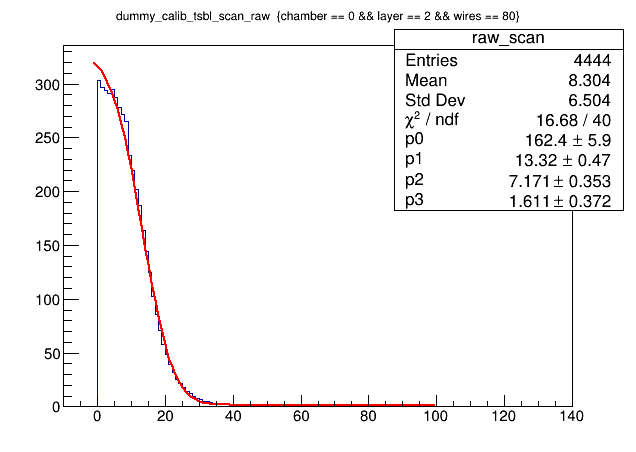 dummy_calib_tsbl_scan_raw {chamber == 0 && layer == 2 && wires == 80}
raw_scan
Entries 4444
Mean 8.304
Std Dev 6.504
χ² / ndf 16.68 / 40
p0 162.4 ± 5.9
p1 13.32 ± 0.47
p2 7.171 ± 0.353
p3 1.611 ± 0.372
300
250
200
150
100
50
0
0 20 40 60 80 100 120 140